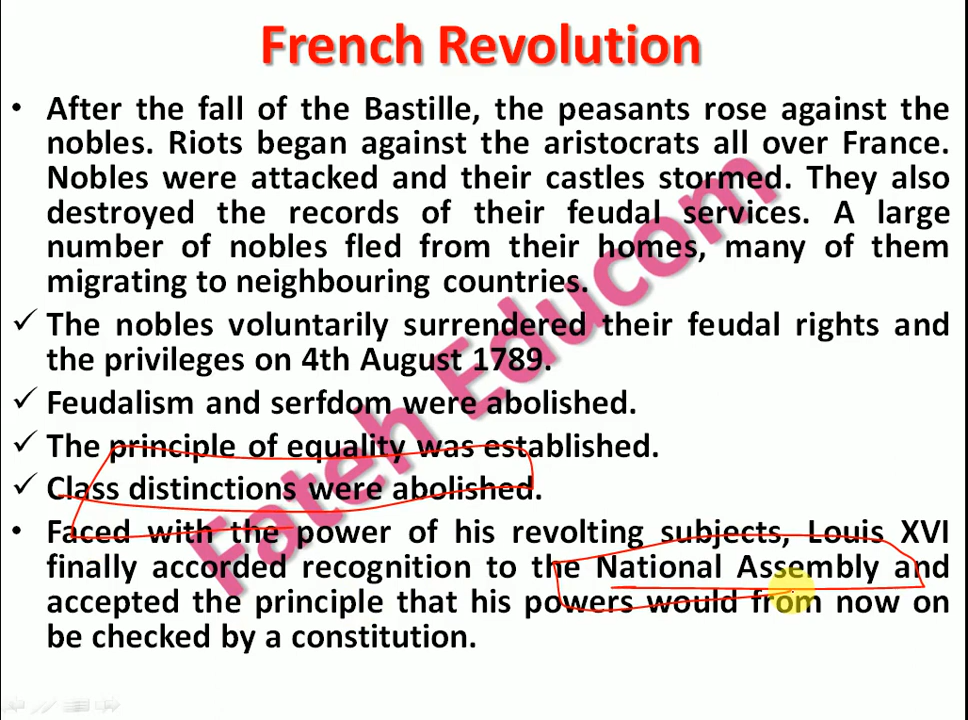 French Revolution
• After the fall of the Bastille, the peasants rose against the
nobles. Riots began against the aristocrats all over France.
Nobles were attacked and their castles stormed. They also
destroyed the records of their feudal services. A large
number of nobles fled from their homes, many of them
migrating to neighbouring countries.
✓ The nobles voluntarily surrendered their feudal rights and
the privileges on 4th August 1789.
✓ Feudalism and serfdom were abolished.
✓ The principle of equality was established.
✓ Class distinctions were abolished.
• Faced with the power of his revolting subjects, Louis XVI
finally accorded recognition to the National Assembly and
accepted the principle that his powers would from now on
be checked by a constitution.
Fateh Educom